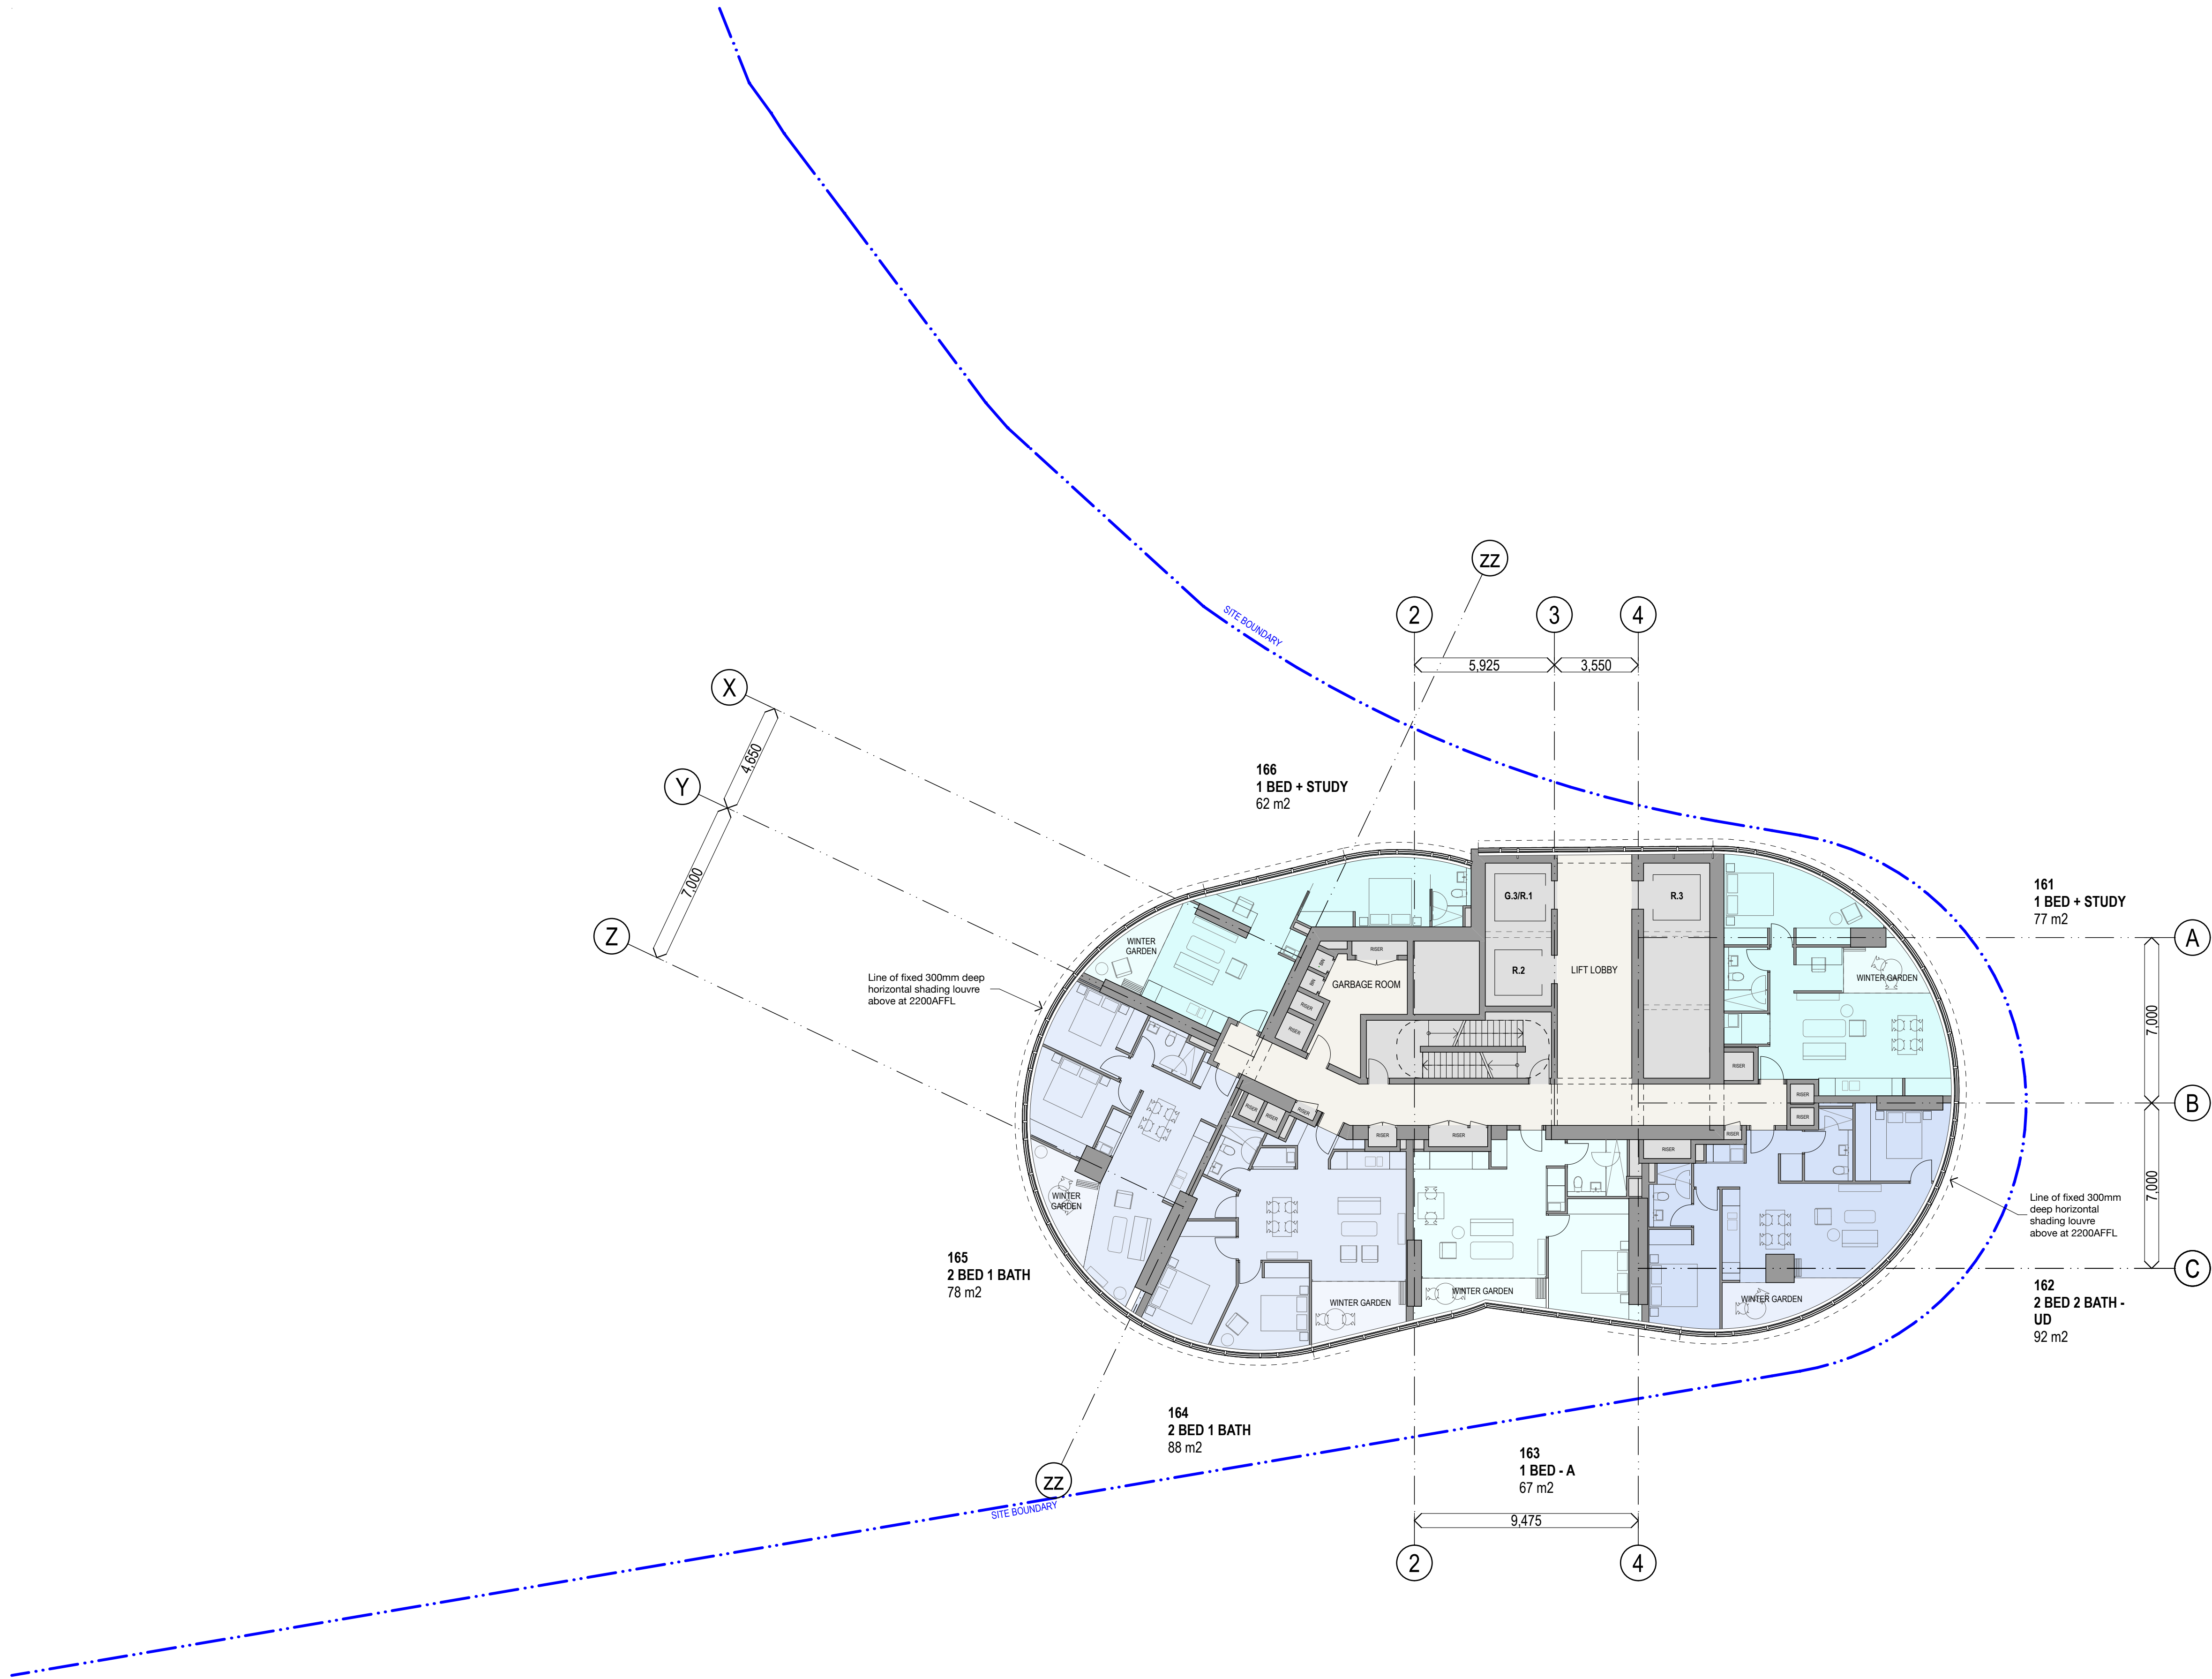 zz
2
3
4
SITE BOUNDARY
5,925
3,550
X
4,650
Y
7,000
Z
166
1 BED + STUDY
62 m2
161
1 BED + STUDY
77 m2
A
G.3/R.1
R.3
WINTER
GARDEN
RISER
BIN
BIN
GARBAGE ROOM
R.2
LIFT LOBBY
WINTER GARDEN
Line of fixed 300mm deep
horizontal shading louvre
above at 2200AFFL
RISER
RISER
7,000
RISER
RISER
B
RISER
RISER
RISER
RISER
RISER
RISER
RISER
RISER
7,000
WINTER
GARDEN
Line of fixed 300mm
deep horizontal
shading louvre
above at 2200AFFL
165
2 BED 1 BATH
78 m2
C
WINTER GARDEN
WINTER GARDEN
WINTER GARDEN
162
2 BED 2 BATH -
UD
92 m2
164
2 BED 1 BATH
88 m2
163
1 BED - A
67 m2
zz
SITE BOUNDARY
9,475
2
4